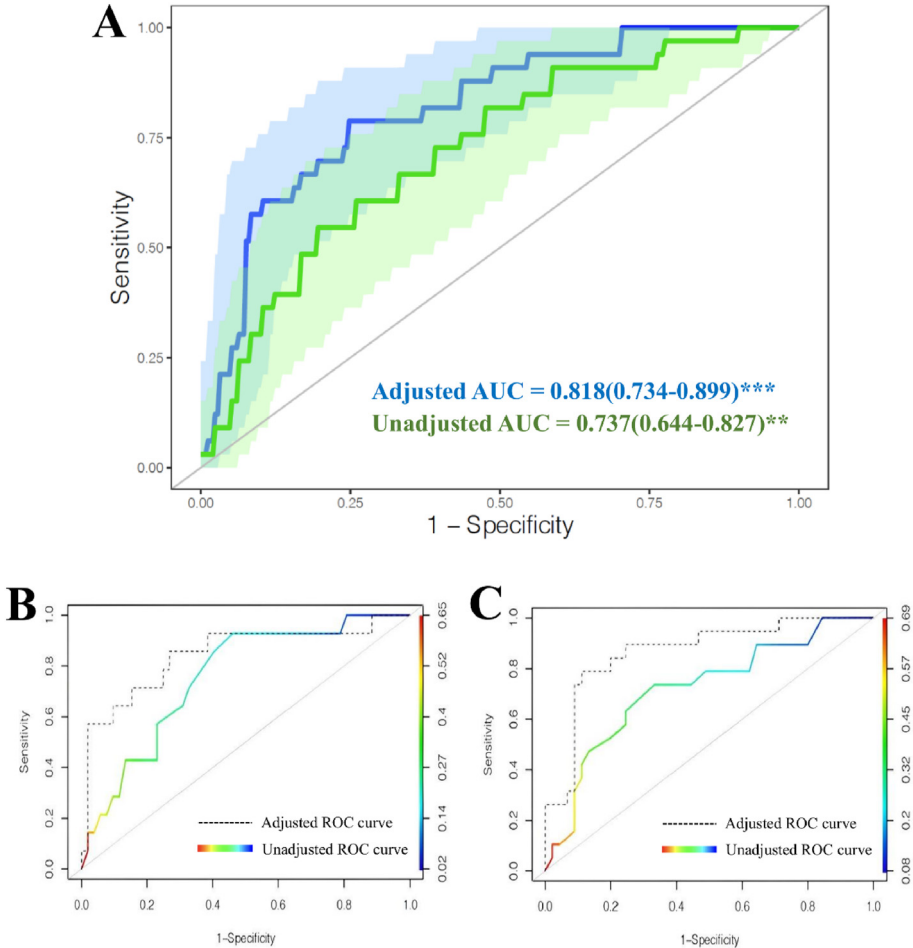 A
1.00
0.75
0.50
0.25
0.00
Sensitivity
Adjusted AUC = 0.818(0.734-0.899)***
Unadjusted AUC = 0.737(0.644-0.827)**
0.00 0.25 0.50 0.75 1.00
1 – Specificity
B
1.0
0.8
0.6
0.4
0.2
0.0
Sensitivity
0.65
0.52
0.4
0.27
0.14
0.02
Adjusted ROC curve
Unadjusted ROC curve
0.0 0.2 0.4 0.6 0.8 1.0
1-Specificity
C
1.0
0.8
0.6
0.4
0.2
0.0
Sensitivity
0.69
0.57
0.45
0.32
0.2
0.08
Adjusted ROC curve
Unadjusted ROC curve
0.0 0.2 0.4 0.6 0.8 1.0
1-Specificity